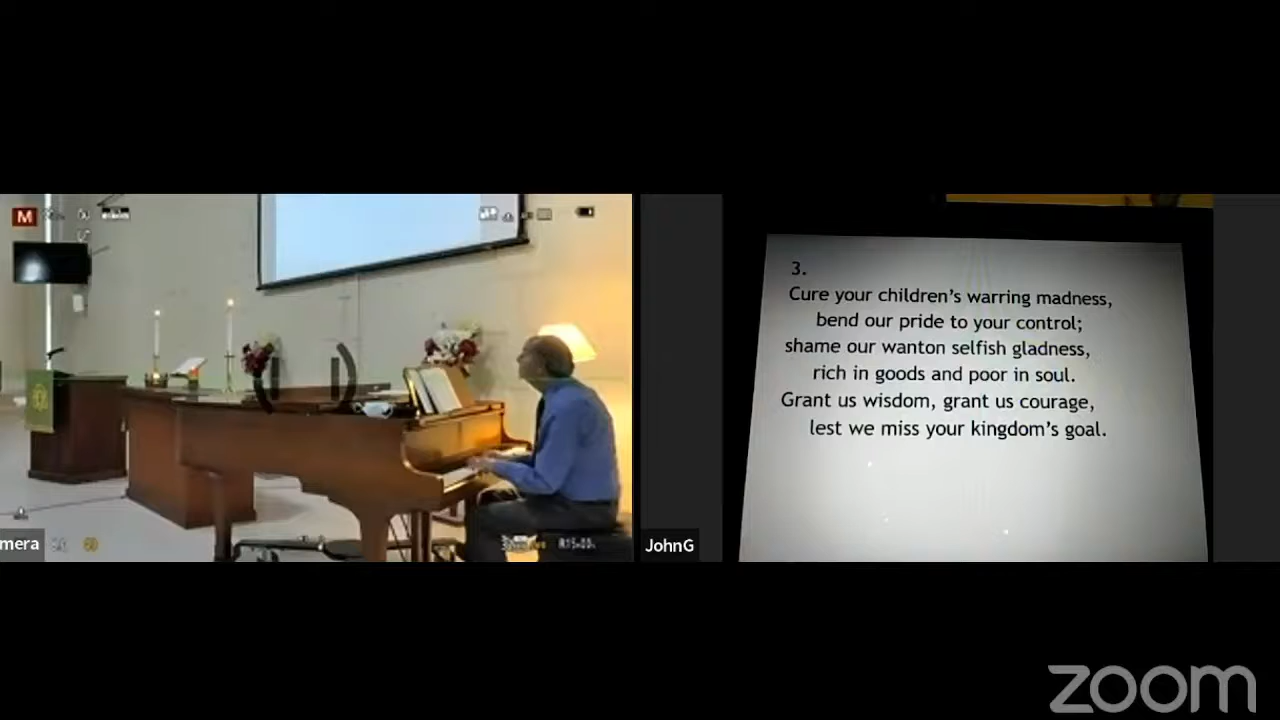 M
mera
JohnG
3.
Cure your children's warring madness,
bend our pride to your control;
shame our wanton selfish gladness,
rich in goods and poor in soul.
Grant us wisdom, grant us courage,
lest we miss your kingdom's goal.
zoom